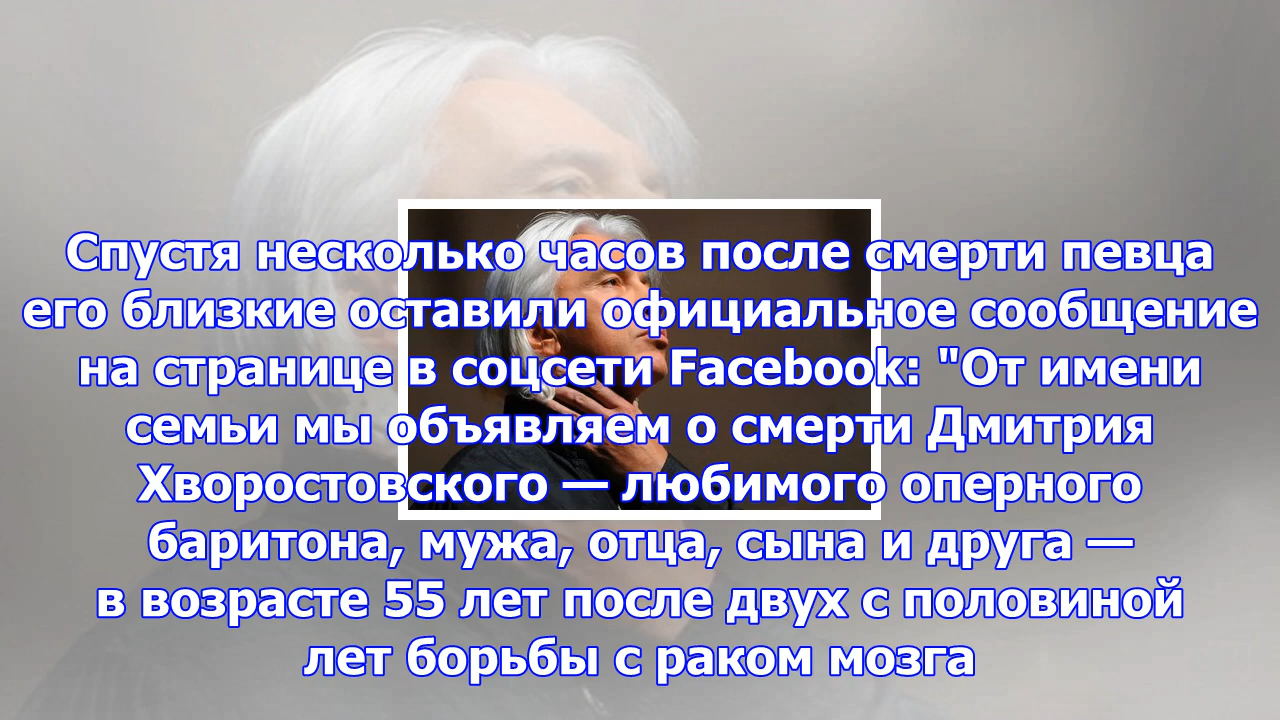 Спустя несколько часов после смерти певца
его близкие оставили официальное сообщение
на странице в соцсети Facebook: "От имени
семьи мы объявляем о смерти Дмитрия
Хворостовского — любимого оперного
баритона, мужа, отца, сына и друга —
в возрасте 55 лет после двух с половиной
лет борьбы с раком мозга